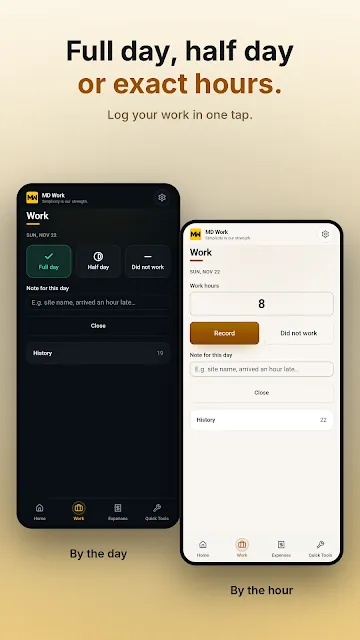 Full day, half day
or exact hours.
Log your work in one tap.
MD Work
Simplicity is our strength.
Work
SUN, NOV 22
Full day
Half day
Did not work
Note for this day
E.g. site name, arrived an hour late...
Close
History 19
Home
Work
Expenses
Quick Tools
By the day
MD Work
Simplicity is our strength.
Work
SUN, NOV 22
Work hours
8
Record
Did not work
Note for this day
E.g. site name, arrived an hour late...
Close
History 22
Home
Work
Expenses
Quick Tools
By the hour